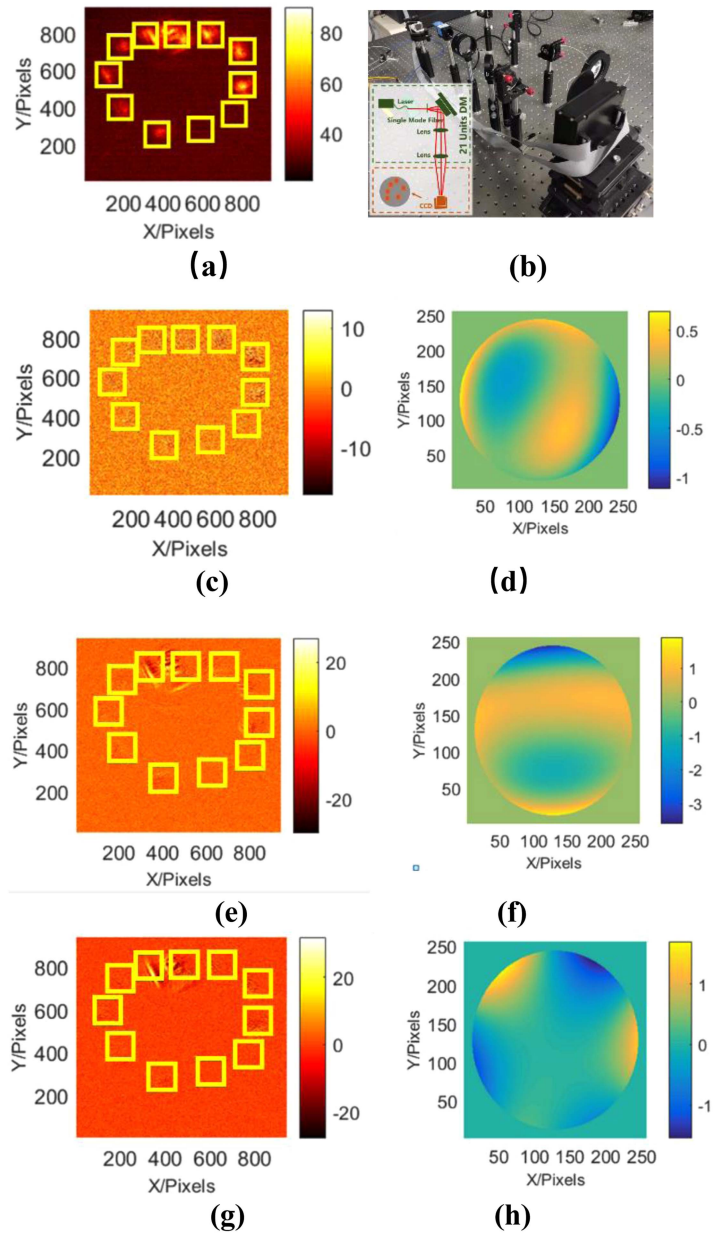 800
600
400
200
Y/Pixels
200 400 600 800
X/Pixels
80
60
40
(a)
Laser
Single Mode Fiber
Lens
Lens
CCD
21 Units DM
(b)
800
600
400
200
Y/Pixels
200 400 600 800
X/Pixels
10
0
-10
(c)
250
200
150
100
50
Y/Pixels
50 100 150 200 250
X/Pixels
0.5
0
-0.5
-1
(d)
800
600
400
200
Y/Pixels
200 400 600 800
X/Pixels
20
0
-20
(e)
250
200
150
100
50
Y/Pixels
50 100 150 200 250
X/Pixels
1
0
-1
-2
-3
(f)
800
600
400
200
Y/Pixels
200 400 600 800
X/Pixels
20
0
-20
(g)
250
200
150
100
50
Y/Pixels
50 100 150 200 250
X/Pixels
1
0
-1
(h)